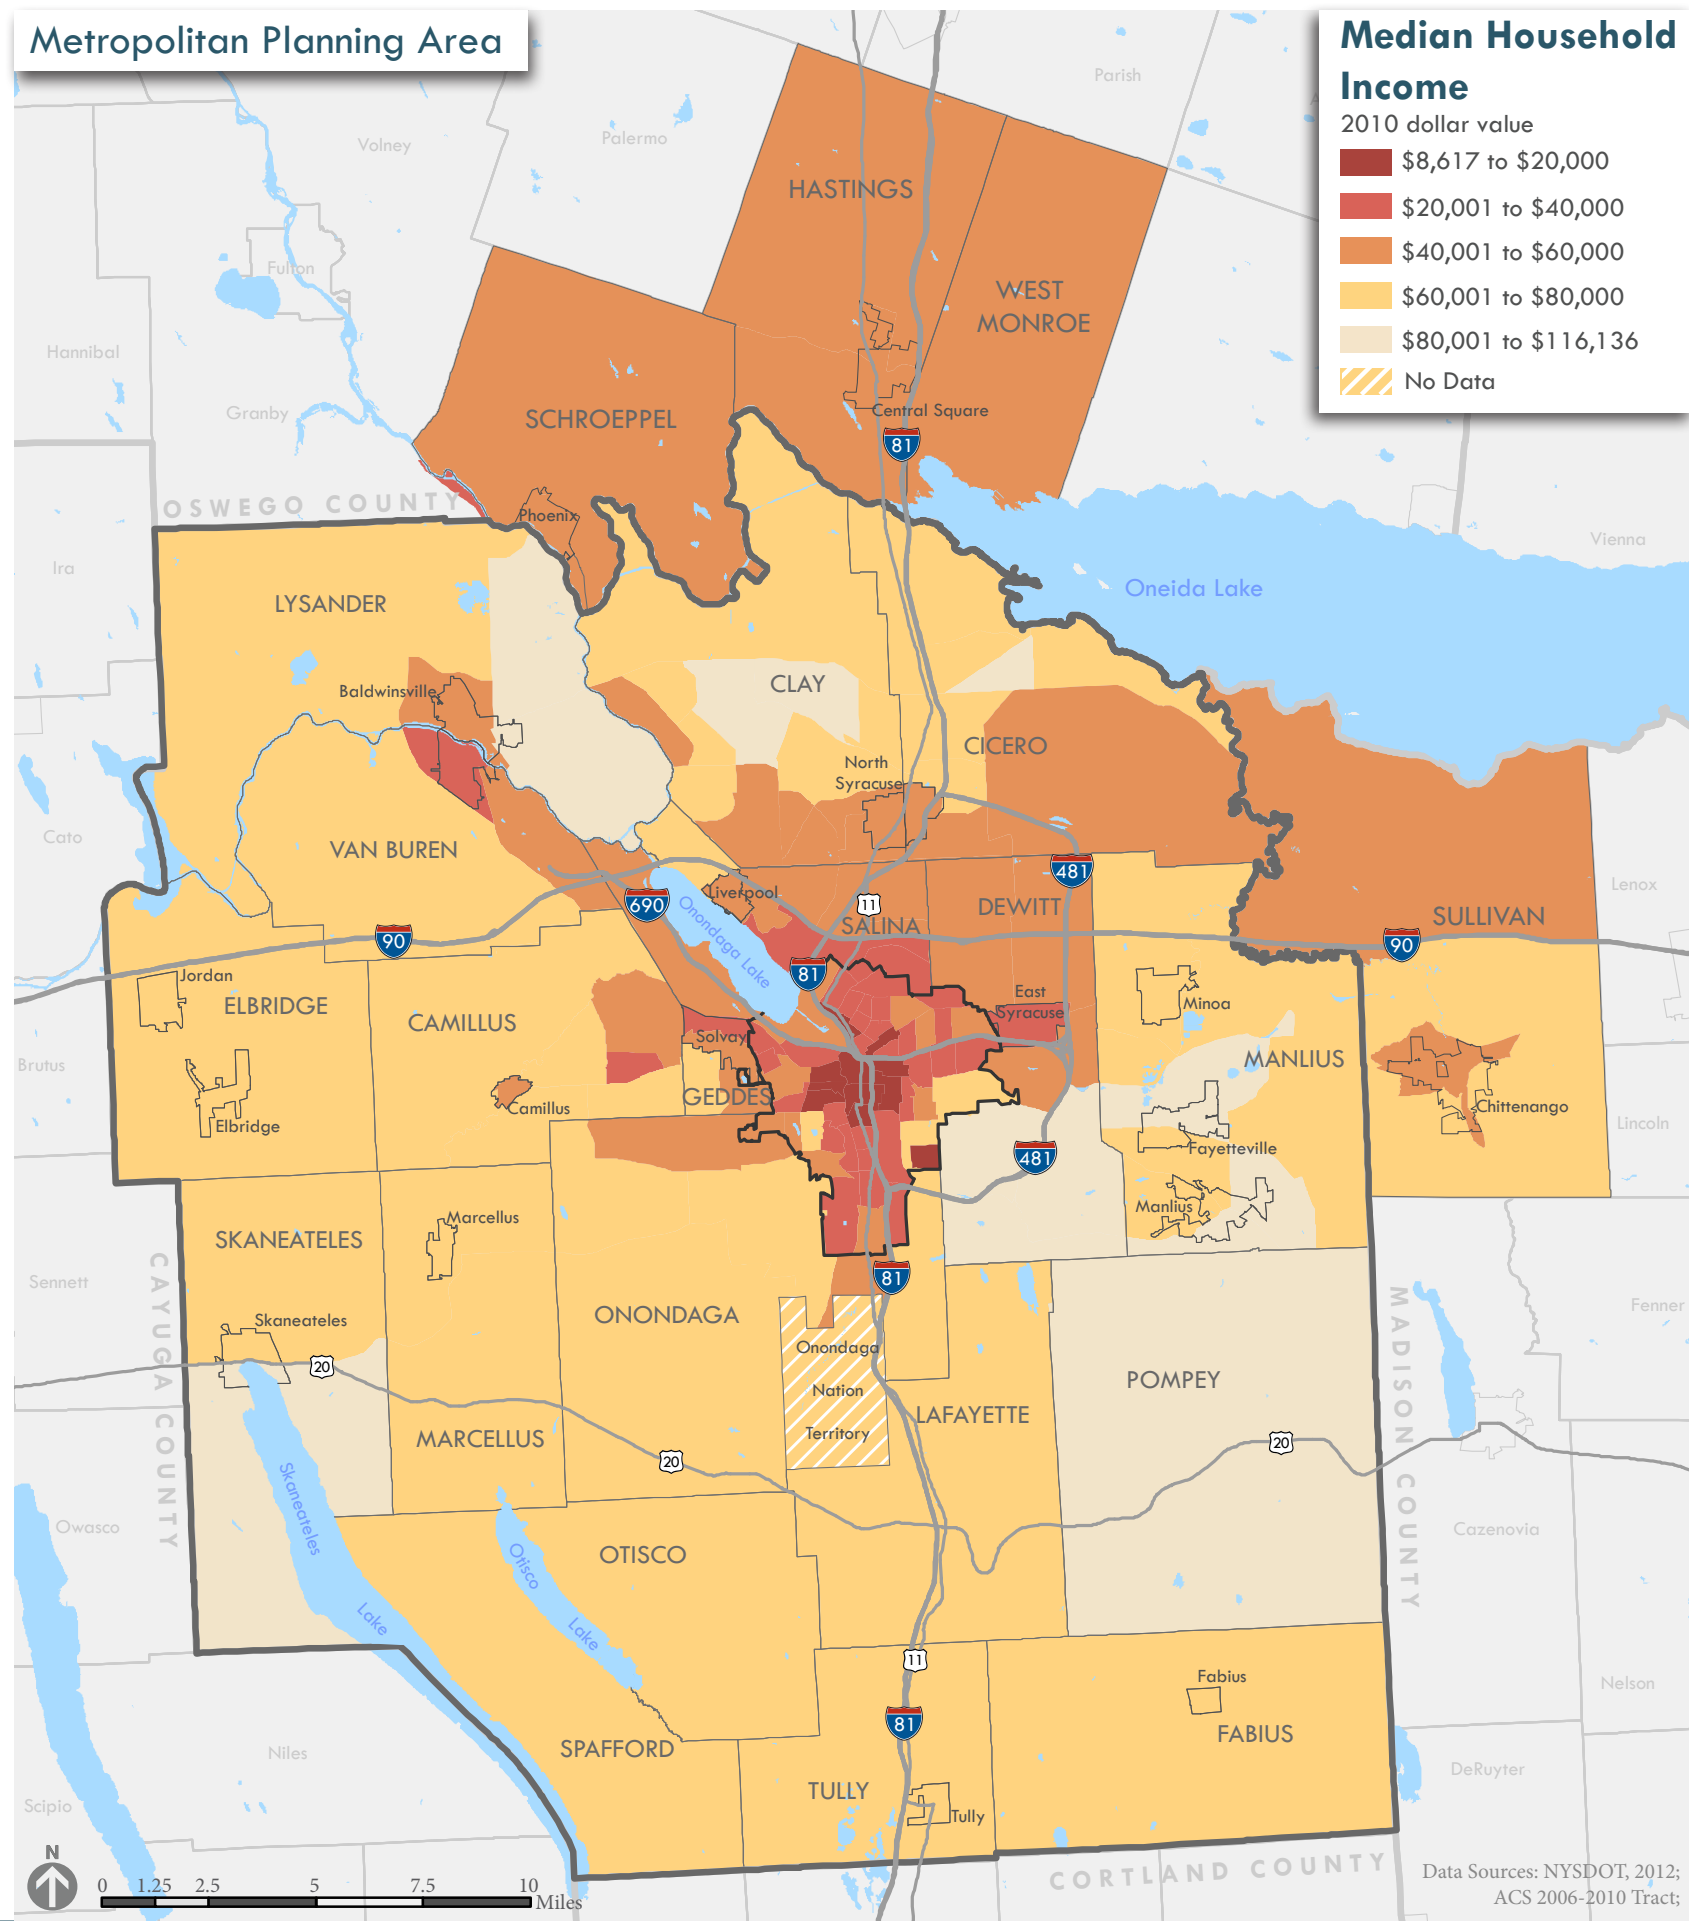 Metropolitan Planning Area
Median Household
Income
2010 dollar value
$8,617 to $20,000
$20,001 to $40,000
$40,001 to $60,000
$60,001 to $80,000
$80,001 to $116,136
No Data
Parish
Volney
Palermo
HASTINGS
Fulton
WEST
MONROE
Hannibal
Granby
SCHROEPPEL
Central Square
81
OSWEGO COUNTY
Phoenix
Vienna
Ira
Oneida Lake
LYSANDER
Baldwinsville
CLAY
CICERO
North
Syracuse
Cato
VAN BUREN
481
Liverpool
690
11
Lenox
DEWITT
SALINA
SULLIVAN
90
90
Onondaga Lake
81
Jordan
ELBRIDGE
CAMILLUS
East
Syracuse
Minoa
Solvay
Brutus
MANLIUS
GEDDES
Camillus
Chittenango
Elbridge
Lincoln
Fayetteville
481
Manlius
Marcellus
SKANEATELES
Sennett
CAYUGA COUNTY
81
MADISON COUNTY
Fenner
Skaneateles
ONONDAGA
Onondaga
Nation
Territory
20
POMPEY
LAFAYETTE
MARCELLUS
20
20
Skaneateles
Lake
Owasco
Cazenovia
OTISCO
Otisco
Lake
11
Fabius
Nelson
81
FABIUS
SPAFFORD
Niles
DeRuyter
TULLY
Tully
Scipio
N
CORTLAND COUNTY
0 1.25 2.5 5 7.5 10
Miles
Data Sources: NYSDOT, 2012;
ACS 2006-2010 Tract;